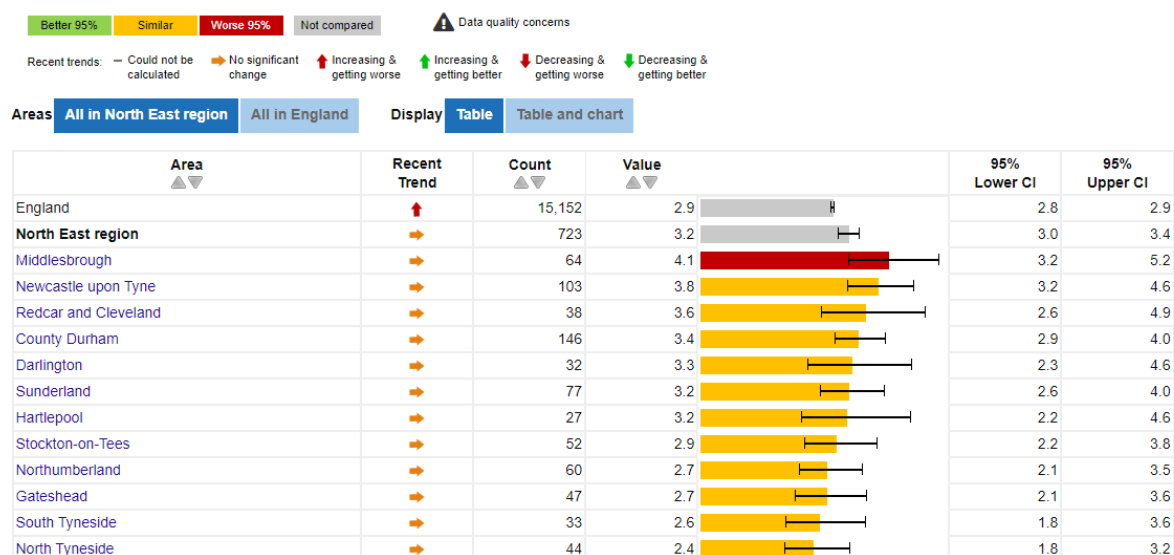 Better 95% Similar Worse 95% Not compared Data quality concerns
Recent trends: — Could not be calculated No significant change Increasing & getting worse Increasing & getting better Decreasing & getting worse Decreasing & getting better
Areas All in North East region All in England Display Table Table and chart
Area Recent Trend Count Value 95% Lower CI 95% Upper CI
England 15,152 2.9 2.8 2.9
North East region 723 3.2 3.0 3.4
Middlesbrough 64 4.1 3.2 5.2
Newcastle upon Tyne 103 3.8 3.2 4.6
Redcar and Cleveland 38 3.6 2.6 4.9
County Durham 146 3.4 2.9 4.0
Darlington 32 3.3 2.3 4.6
Sunderland 77 3.2 2.6 4.0
Hartlepool 27 3.2 2.2 4.6
Stockton-on-Tees 52 2.9 2.2 3.8
Northumberland 60 2.7 2.1 3.5
Gateshead 47 2.7 2.1 3.6
South Tyneside 33 2.6 1.8 3.6
North Tyneside 44 2.4 1.8 3.2